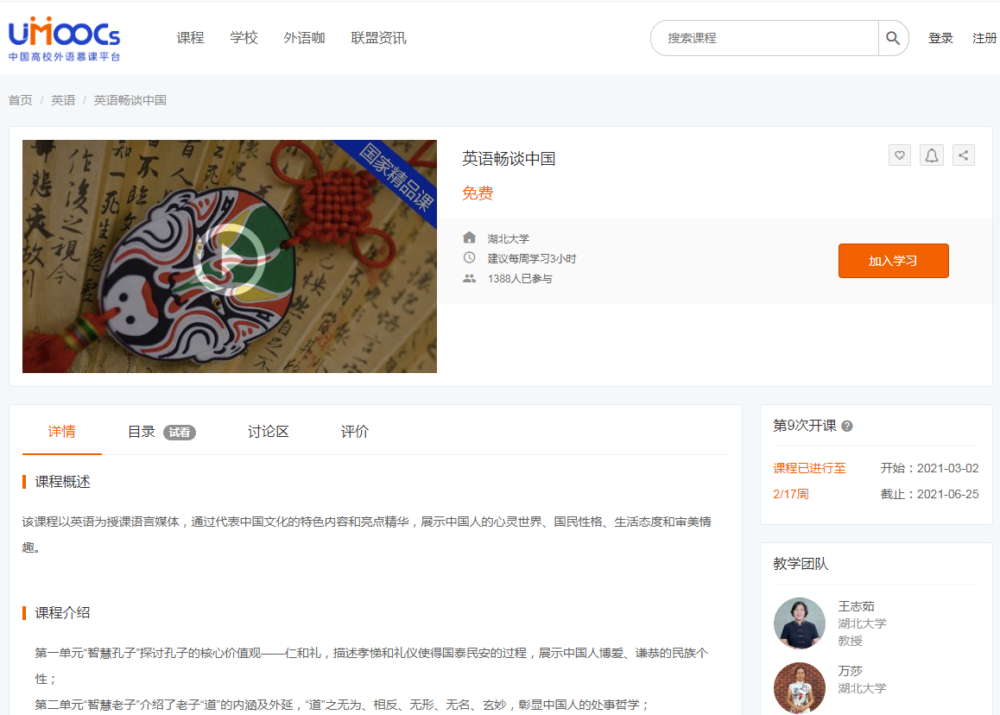 UMOOCs
中国高校外语慕课平台
课程 学校 外语咖 联盟资讯
搜索课程
登录 注册
首页 / 英语 / 英语畅谈中国
国家精品课
英语畅谈中国
免费
湖北大学
建议每周学习3小时
1388人已参与
加入学习
详情 目录 试看 讨论区 评价
课程概述
该课程以英语为授课语言媒体，通过代表中国文化的特色内容和亮点精华，展示中国人的心灵世界、国民性格、生活态度和审美情
趣。
课程介绍
第一单元“智慧孔子”探讨孔子的核心价值观——仁和礼，描述孝悌和礼仪使得国泰民安的过程，展示中国人博爱、谦恭的民族个
性；
第二单元“智慧老子”介绍了老子“道”的内涵及外延，“道”之无为、相反、无形、无名、玄妙，彰显中国人的处事哲学；
第9次开课 ?
课程已进行至
2/17周
开始：2021-03-02
截止：2021-06-25
教学团队
王志茹
湖北大学
教授
万莎
湖北大学